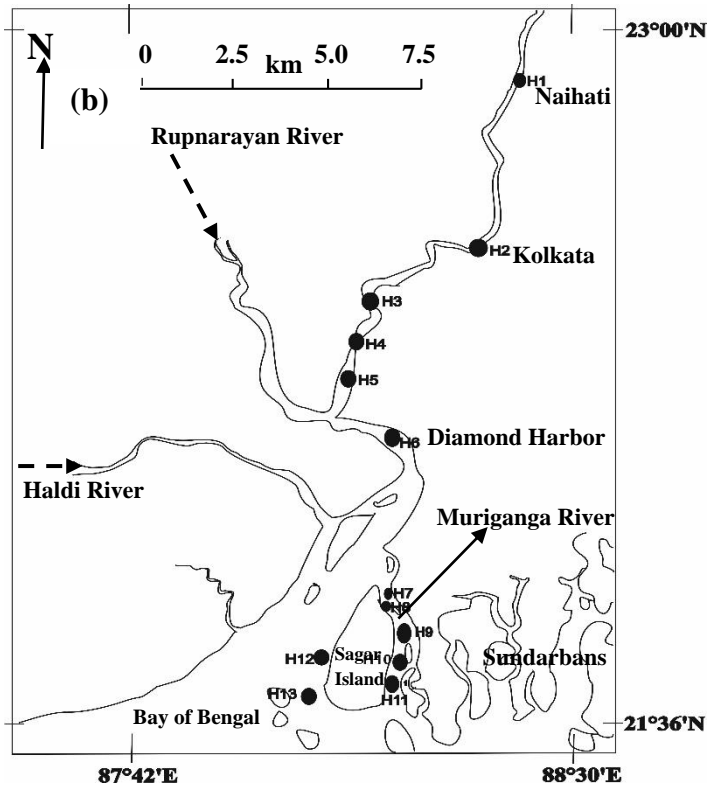 23°00'N
N
0 2.5 5.0 7.5
km
(b)
H1
Naihati
Rupnarayan River
H2
Kolkata
H3
H4
H5
H6
Diamond Harbor
Haldi River
Muriganga River
H7
H8
H9
H12
Sagar
H10
Sundarbans
Island
H11
H13
Bay of Bengal
21°36'N
87°42'E
88°30'E